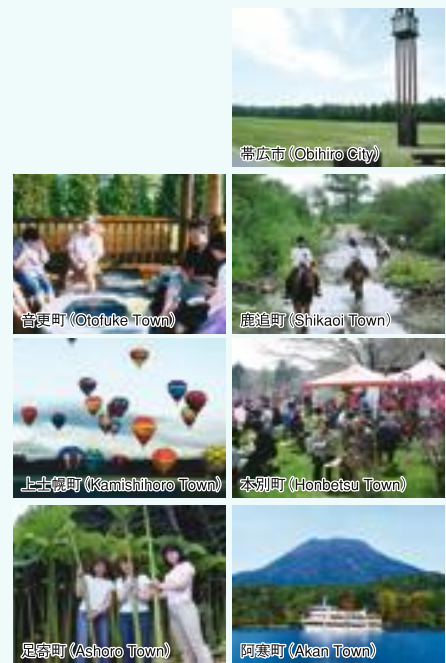 帯広市 (Obihiro City)
音更町 (Otofuke Town)
鹿追町 (Shikaoi Town)
上士幌町 (Kamishihoro Town)
本別町 (Honbetsu Town)
足寄町 (Ashoro Town)
阿寒町 (Akan Town)